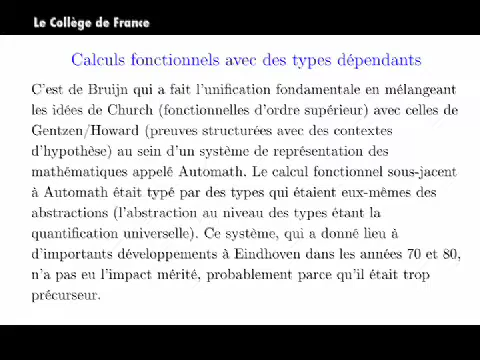 Le Collège de France
Calculs fonctionnels avec des types dépendants
C'est de Bruijn qui a fait l'unification fondamentale en mélangeant
les idées de Church (fonctionnelles d'ordre supérieur) avec celles de
Gentzen/Howard (preuves structurées avec des contextes
d'hypothèse) au sein d'un système de représentation des
mathématiques appelé Automath. Le calcul fonctionnel sous-jacent
à Automath était typé par des types qui étaient eux-mêmes des
abstractions (l'abstraction au niveau des types étant la
quantification universelle). Ce système, qui a donné lieu à
d'importants développements à Eindhoven dans les années 70 et 80,
n'a pas eu l'impact mérité, probablement parce qu'il était trop
précurseur.